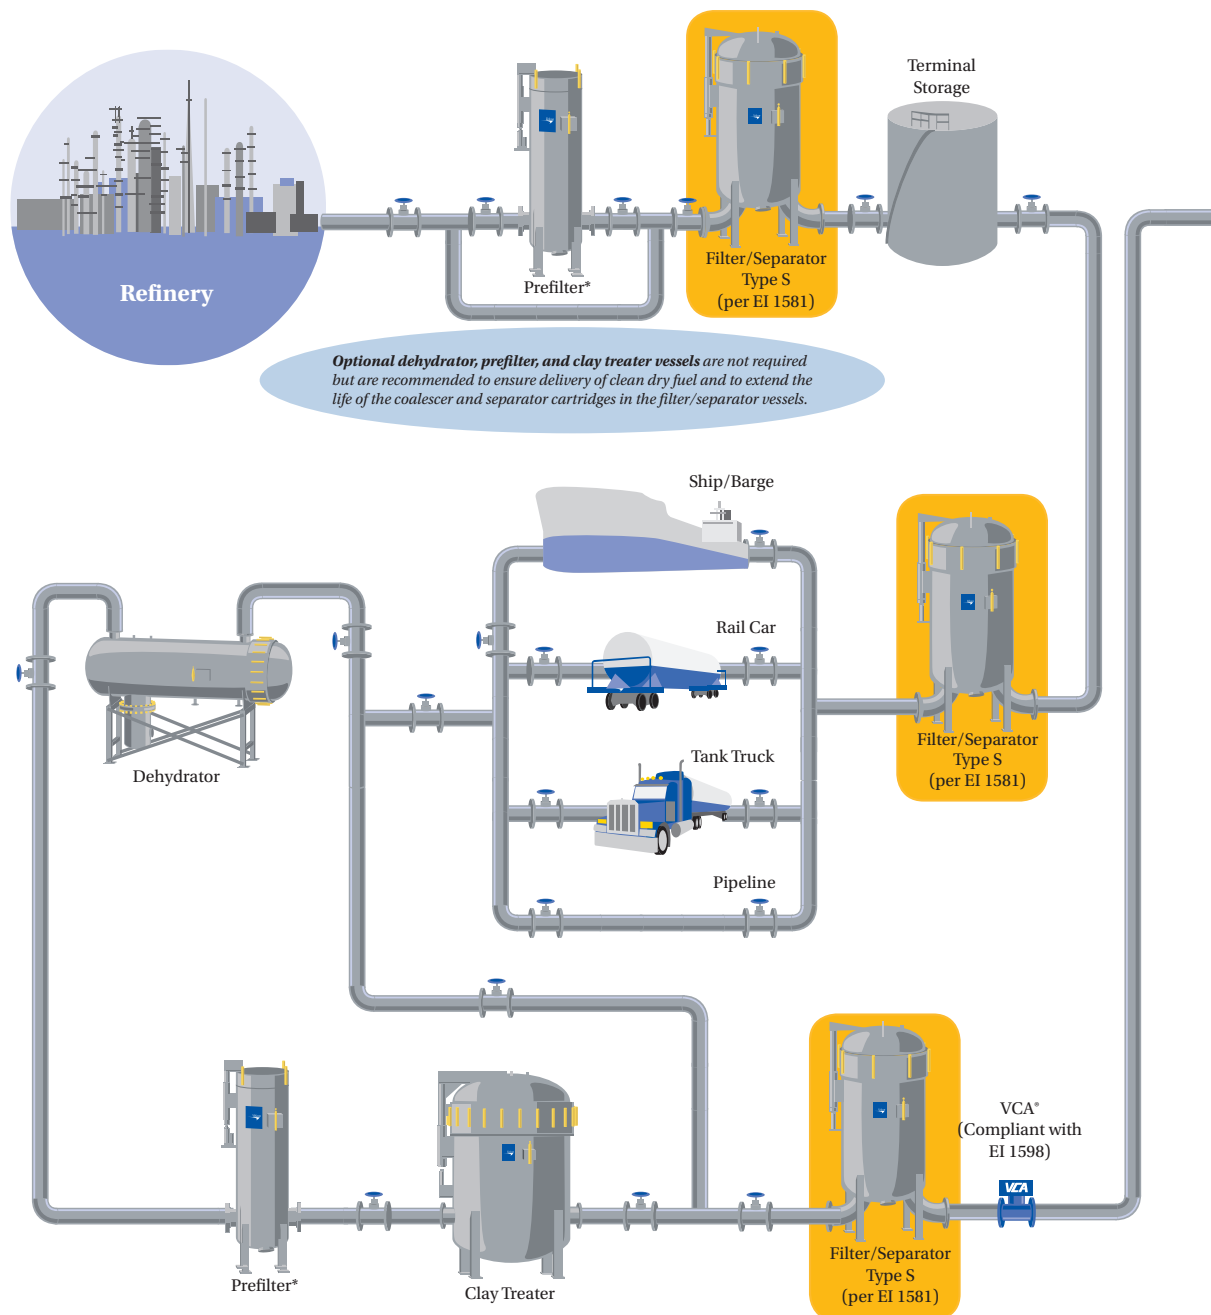 Terminal
Storage
Refinery
Prefilter*
Filter/Separator
Type S
(per EI 1581)
Optional dehydrator, prefilter, and clay treater vessels are not required
but are recommended to ensure delivery of clean dry fuel and to extend the
life of the coalescer and separator cartridges in the filter/separator vessels.
Ship/Barge
Rail Car
Tank Truck
Pipeline
Filter/Separator
Type S
(per EI 1581)
Dehydrator
VCA®
(Compliant with
EI 1598)
VCA
Prefilter*
Clay Treater
Filter/Separator
Type S
(per EI 1581)